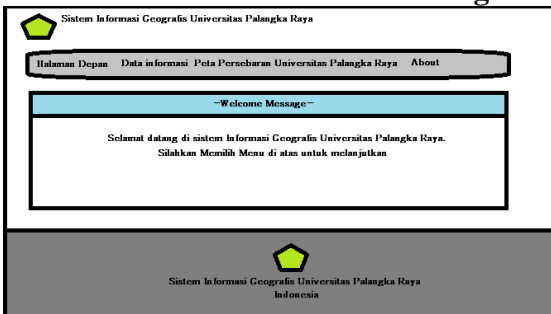 Sistem Informasi Geografis Universitas Palangka Raya
Halaman Depan Data informasi Peta Persebaran Universitas Palangka Raya About
-Welcome Message-
Selamat datang di sistem Informasi Geografis Universitas Palangka Raya.
Silahkan Memilih Menu di atas untuk melanjutkan
Sistem Informasi Geografis Universitas Palangka Raya
Indonesia